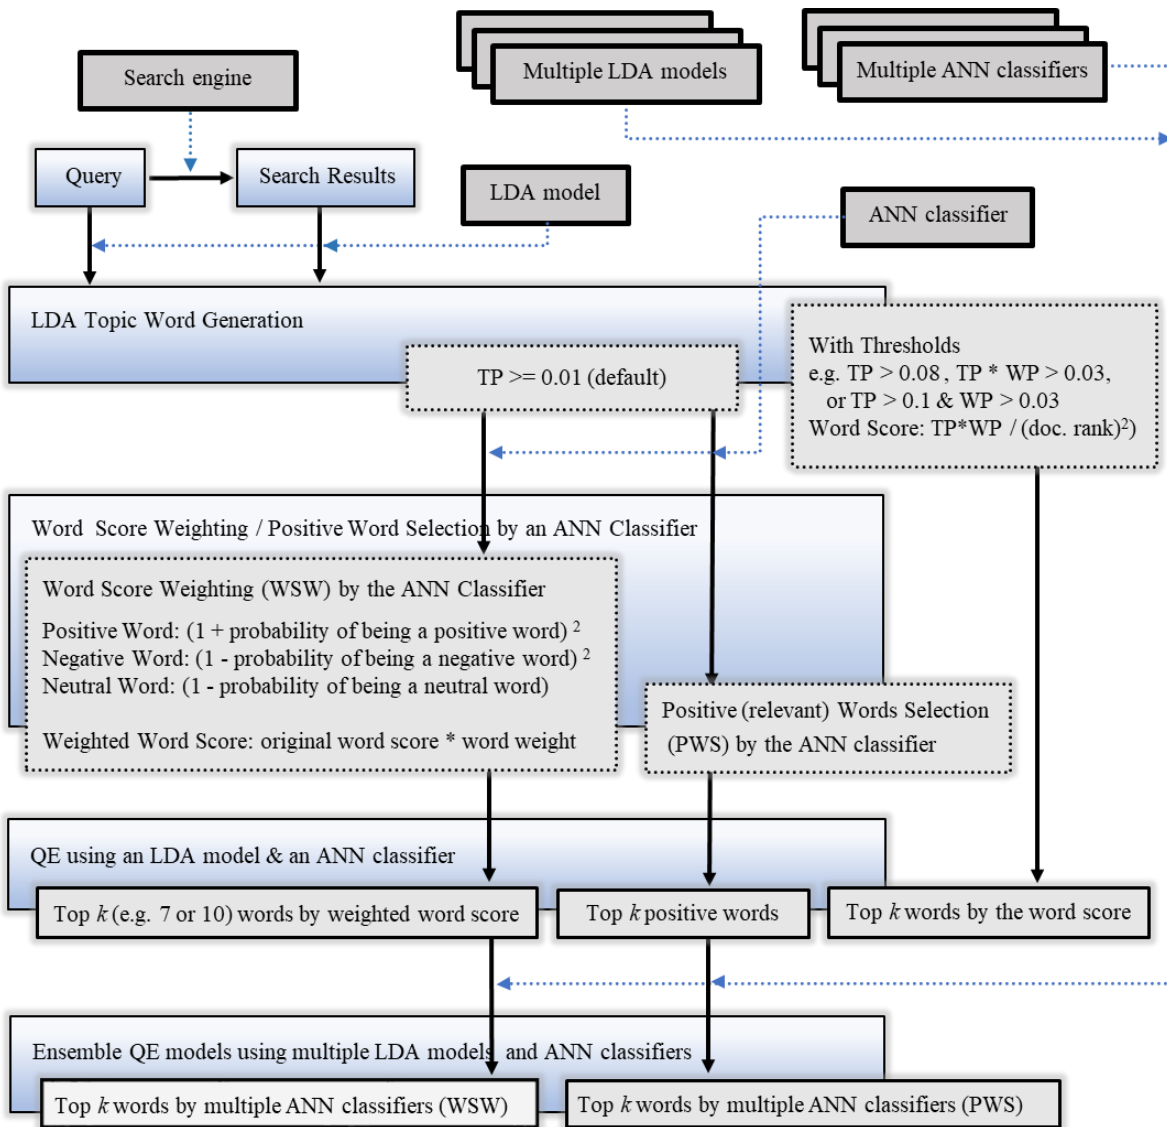 Search engine
Multiple LDA models
Multiple ANN classifiers
Query
Search Results
LDA model
ANN classifier
LDA Topic Word Generation
TP >= 0.01 (default)
With Thresholds
e.g. TP > 0.08 , TP * WP > 0.03,
or TP > 0.1 & WP > 0.03
Word Score: TP*WP / (doc. rank)²)
Word Score Weighting / Positive Word Selection by an ANN Classifier
Word Score Weighting (WSW) by the ANN Classifier
Positive Word: (1 + probability of being a positive word) ²
Negative Word: (1 - probability of being a negative word) ²
Neutral Word: (1 - probability of being a neutral word)
Weighted Word Score: original word score * word weight
Positive (relevant) Words Selection
(PWS) by the ANN classifier
QE using an LDA model & an ANN classifier
Top k (e.g. 7 or 10) words by weighted word score
Top k positive words
Top k words by the word score
Ensemble QE models using multiple LDA models and ANN classifiers
Top k words by multiple ANN classifiers (WSW)
Top k words by multiple ANN classifiers (PWS)